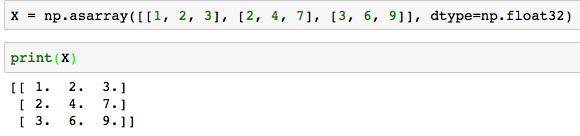 X = np.asarray([[1, 2, 3], [2, 4, 7], [3, 6, 9]], dtype=np.float32)
print(X)
[[ 1.  2.  3.]
 [ 2.  4.  7.]
 [ 3.  6.  9.]]